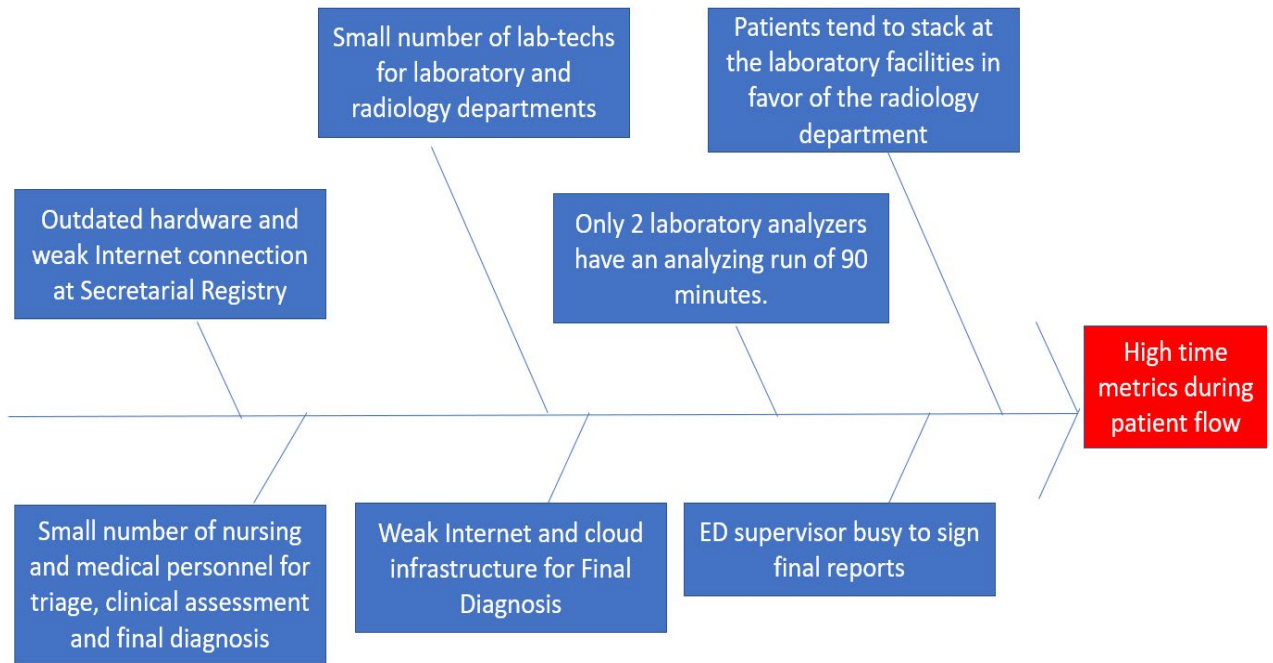 Small number of lab-techs
for laboratory and
radiology departments
Patients tend to stack at
the laboratory facilities in
favor of the radiology
department
Outdated hardware and
weak Internet connection
at Secretarial Registry
Only 2 laboratory analyzers
have an analyzing run of 90
minutes.
High time
metrics during
patient flow
Small number of nursing
and medical personnel for
triage, clinical assessment
and final diagnosis
Weak Internet and cloud
infrastructure for Final
Diagnosis
ED supervisor busy to sign
final reports